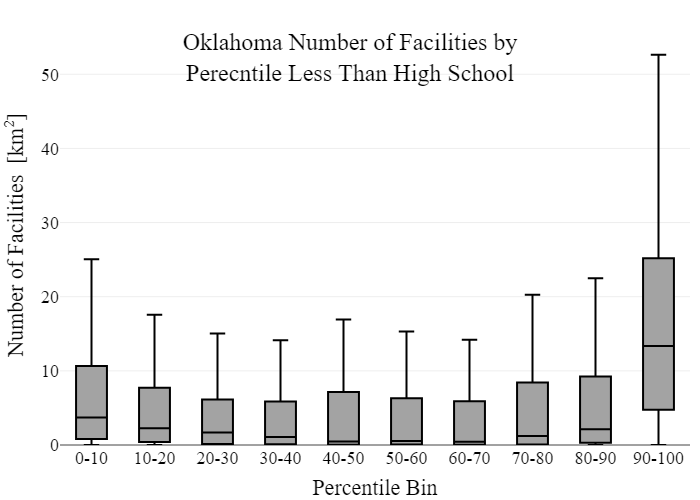 Oklahoma Number of Facilities by
Perecntile Less Than High School
Number of Facilities [km²]
50
40
30
20
10
0
0-10 10-20 20-30 30-40 40-50 50-60 60-70 70-80 80-90 90-100
Percentile Bin